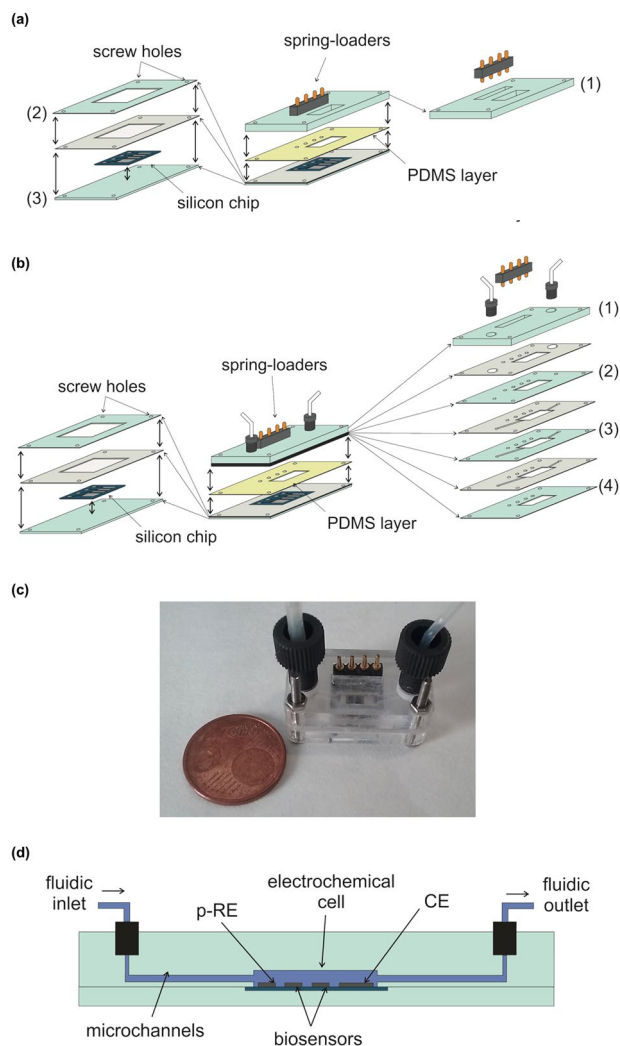 (a)
screw holes
spring-loaders
(1)
(2)
(3)
silicon chip
PDMS layer
(b)
(1)
spring-loaders
(2)
screw holes
(3)
(4)
silicon chip
PDMS layer
(c)
(d)
fluidic
inlet
p-RE
electrochemical
cell
CE
fluidic
outlet
microchannels
biosensors